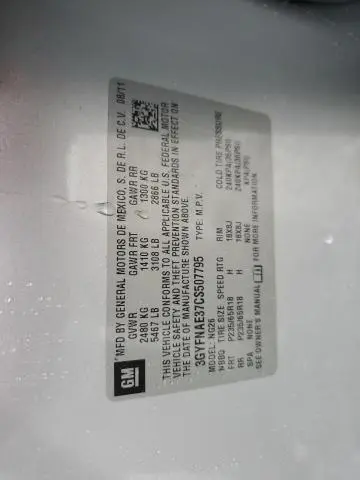 GM
MFD BY GENERAL MOTORS DE MEXICO, S. DE R.L. DE C.V. 08/11
GVWR GAWR FRT GAWR RR
2480 KG 1410 KG 1300 KG
5467 LB 3108 LB 2866 LB
THIS VEHICLE CONFORMS TO ALL APPLICABLE U.S. FEDERAL MOTOR
VEHICLE SAFETY AND THEFT PREVENTION STANDARDS IN EFFECT ON
THE DATE OF MANUFACTURE SHOWN ABOVE.
3GYFNAE37CS507795 TYPE: M.P.V.
MODEL: NG26
TIRE SIZE SPEED RTG RIM COLD TIRE PRESSURE
FRT P235/65R18 H 18X8J
RR P235/65R18 H 18X8J
SPA NONE NONE
SEE OWNER'S MANUAL FOR MORE INFORMATION